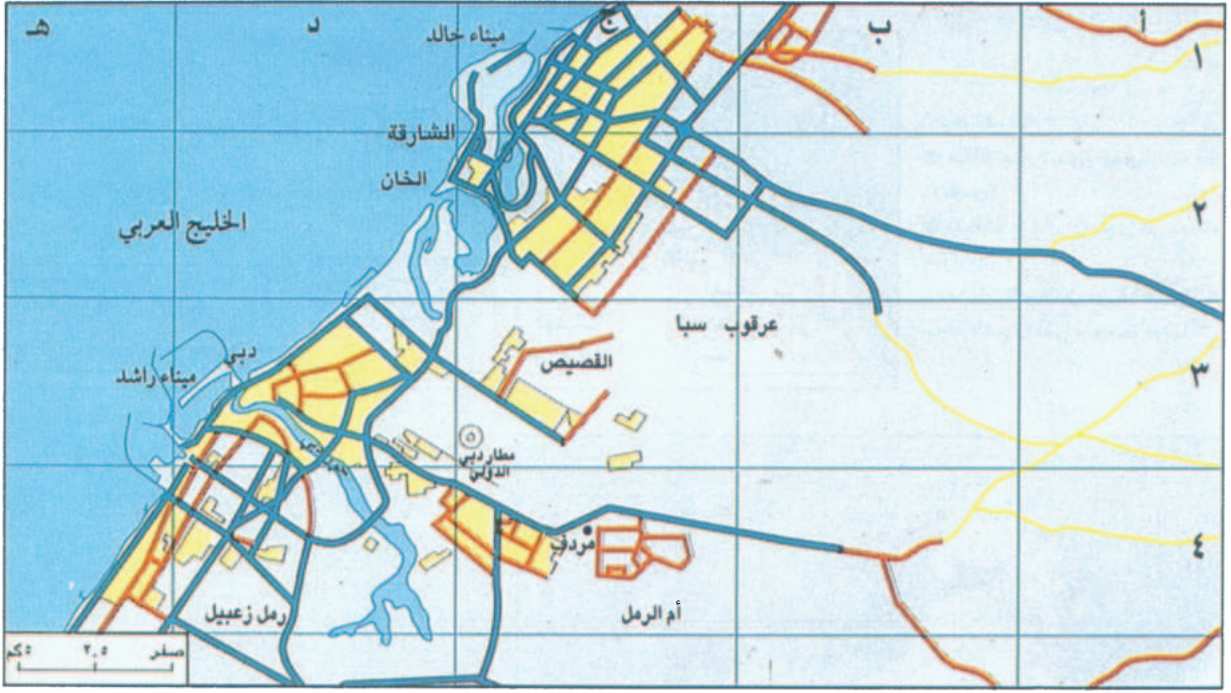 أ
ب
ج
د
هـ
١
ميناء خالد
الشارقة
الخان
٢
الخليج العربي
عرقوب سبا
٣
القصيص
دبي
ميناء راشد
٥
مطار دبي
الدولي
٤
مردف
أم الرمل
رمل زعبيل
صفر ٢,٥ ٥كم